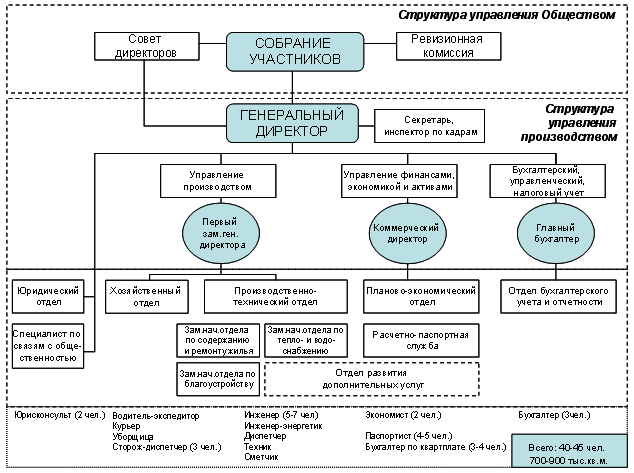 Структура управления Обществом
Совет
директоров
СОБРАНИЕ
УЧАСТНИКОВ
Ревизионная
комиссия
ГЕНЕРАЛЬНЫЙ
ДИРЕКТОР
Секретарь,
инспектор по кадрам
Структура
управления
производством
Управление
производством
Управление финансами,
экономикой и активами
Бухгалтерский,
управленческий,
налоговый учет
Первый
зам.ген.
директора
Коммерческий
директор
Главный
бухгалтер
Юридический
отдел
Хозяйственный
отдел
Производственно-
технический отдел
Планово-экономический
отдел
Отдел бухгалтерского
учета и отчетности
Специалист по
связям с обще-
ственностью
Зам.нач.отдела
по содержанию
и ремонту жилья
Зам.нач.отдела по
тепло- и водо-
снабжению
Расчетно-паспортная
служба
Зам.нач.отдела по
благоустройству
Отдел развития
дополнительных услуг
Юрисконсульт (2 чел.)
Водитель-экспедитор
Курьер
Уборщица
Сторож-диспетчер (3 чел.)
Инженер (5-7 чел)
Инженер-энергетик
Диспетчер
Техник
Сметчик
Экономист (2 чел.)
Паспортист (4-5 чел.)
Бухгалтер по квартплате (3-4 чел.)
Бухгалтер (3чел.)
Всего: 40-45 чел.
700-900 тыс.кв.м.